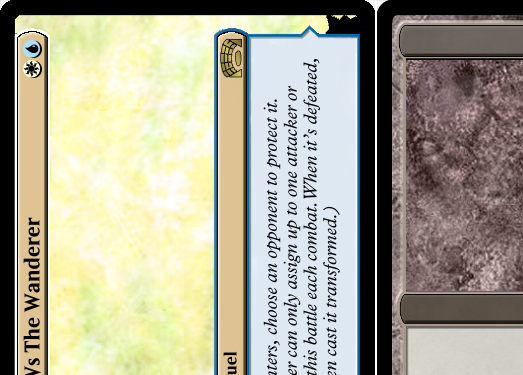 Vs The Wanderer
uel
nters, choose an opponent to protect it.
er can only assign up to one attacker or
this battle each combat. When it's defeated,
en cast it transformed.)